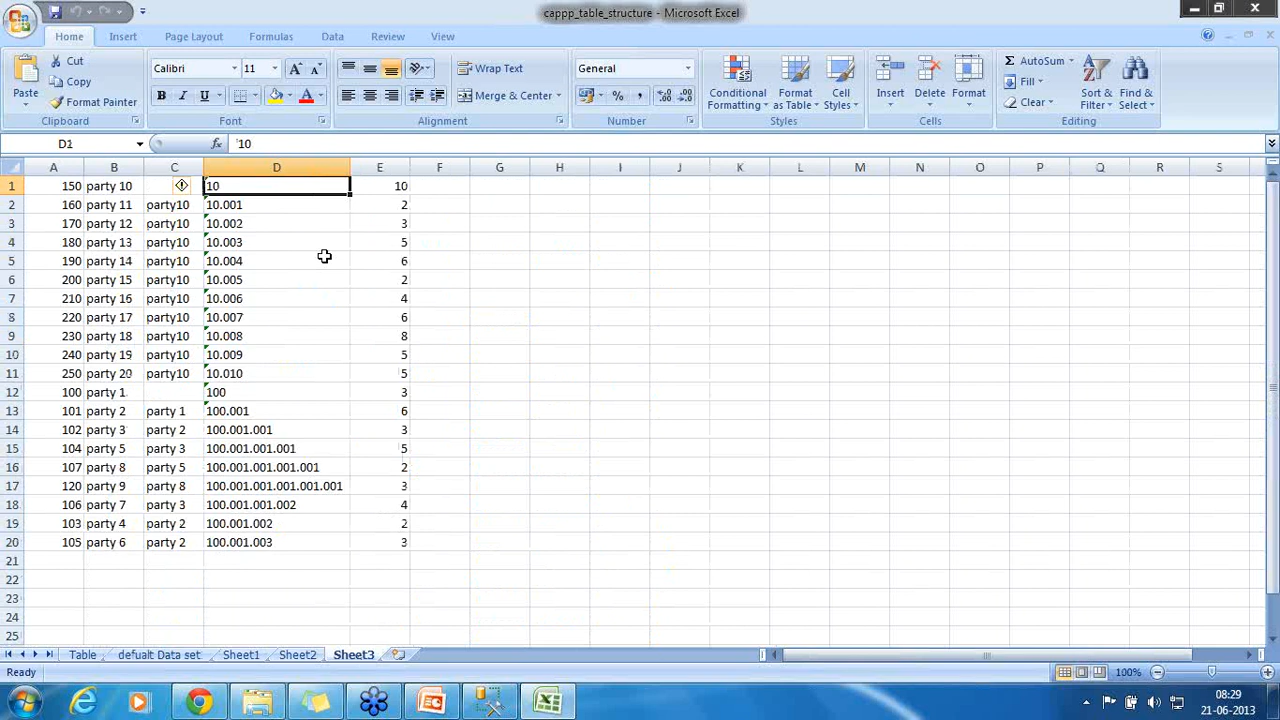 cappp_table_structure - Microsoft Excel
Home Insert Page Layout Formulas Data Review View
Paste
Cut
Copy
Format Painter
Clipboard
Calibri 11
B I U
Font
Wrap Text
Merge & Center
Alignment
General
Number
Conditional Formatting
Format as Table
Cell Styles
Styles
Insert
Delete
Format
Cells
AutoSum
Fill
Clear
Sort & Filter
Find & Select
Editing
D1 fx '10
A B C D E F G H I J K L M N O P Q R S
1 150 party 10 10 10
2 160 party 11 party10 10.001 2
3 170 party 12 party10 10.002 3
4 180 party 13 party10 10.003 5
5 190 party 14 party10 10.004 6
6 200 party 15 party10 10.005 2
7 210 party 16 party10 10.006 4
8 220 party 17 party10 10.007 6
9 230 party 18 party10 10.008 8
10 240 party 19 party10 10.009 5
11 250 party 20 party10 10.010 5
12 100 party 1 100 3
13 101 party 2 party 1 100.001 6
14 102 party 3 party 2 100.001.001 3
15 104 party 5 party 3 100.001.001.001 5
16 107 party 8 party 5 100.001.001.001.001 2
17 120 party 9 party 8 100.001.001.001.001.001 3
18 106 party 7 party 3 100.001.001.002 4
19 103 party 4 party 2 100.001.002 2
20 105 party 6 party 2 100.001.003 3
21
22
23
24
25
Table defualt Data set Sheet1 Sheet2 Sheet3
Ready 100%
08:29
21-06-2013